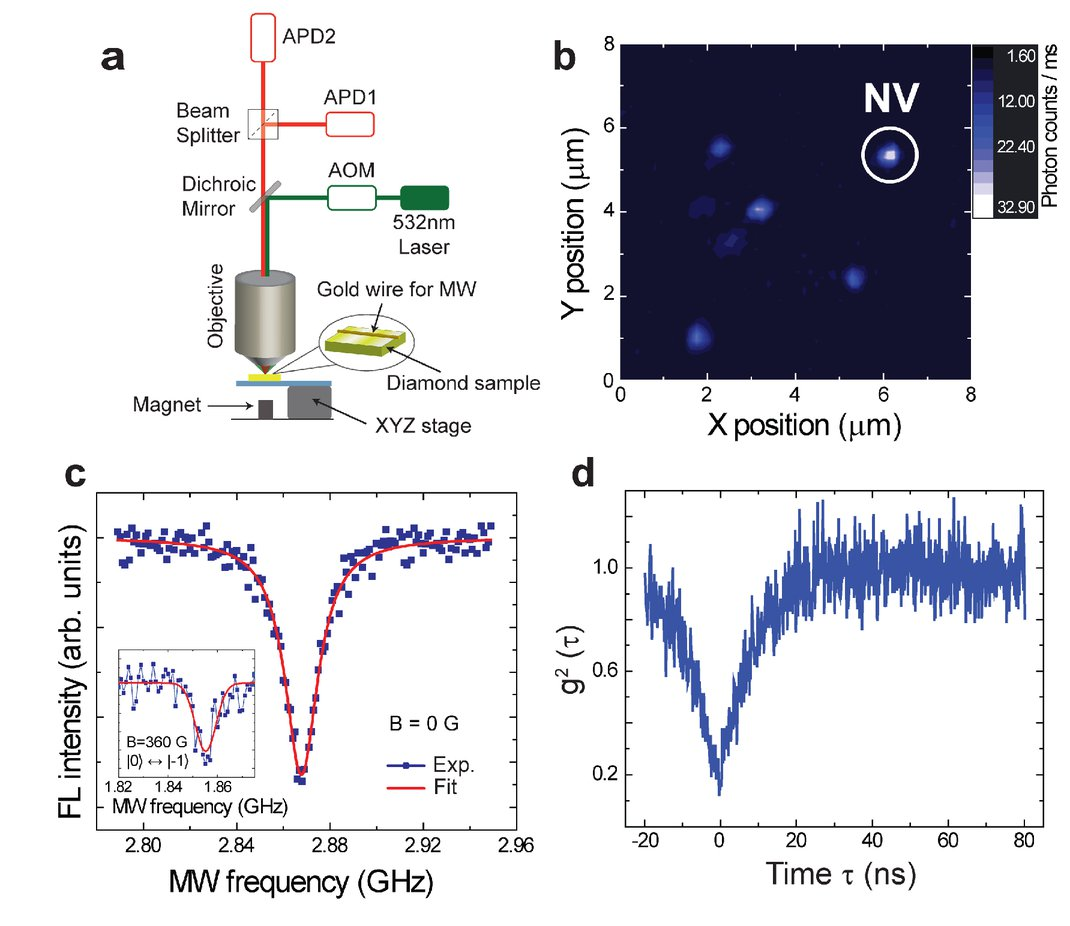 a
APD2
APD1
Beam
Splitter
AOM
Dichroic
Mirror
532nm
Laser
Objective
Gold wire for MW
Diamond sample
Magnet
XYZ stage
b
8
6
4
2
0
0
2
4
6
8
Y position (μm)
X position (μm)
NV
1.60
12.00
22.40
32.90
Photon counts / ms
c
FL intensity (arb. units)
B = 0 G
Exp.
Fit
B=360 G
|0⟩ ↔ |-1⟩
1.82
1.84
1.86
MW frequency (GHz)
2.80
2.84
2.88
2.92
2.96
MW frequency (GHz)
d
1.0
0.6
0.2
g² (τ)
-20
0
20
40
60
80
Time τ (ns)